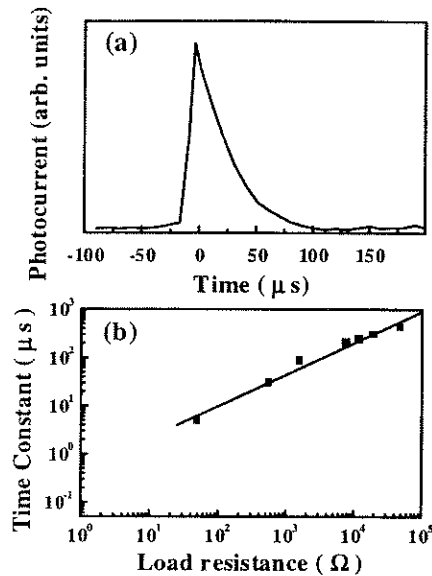 (a)
Photocurrent (arb. units)
-100 -50 0 50 100 150
Time ( μ s)
(b)
Time Constant ( μ s)
10³
10²
10¹
10⁰
10⁻¹
10⁰ 10¹ 10² 10³ 10⁴ 10⁵
Load resistance ( Ω )